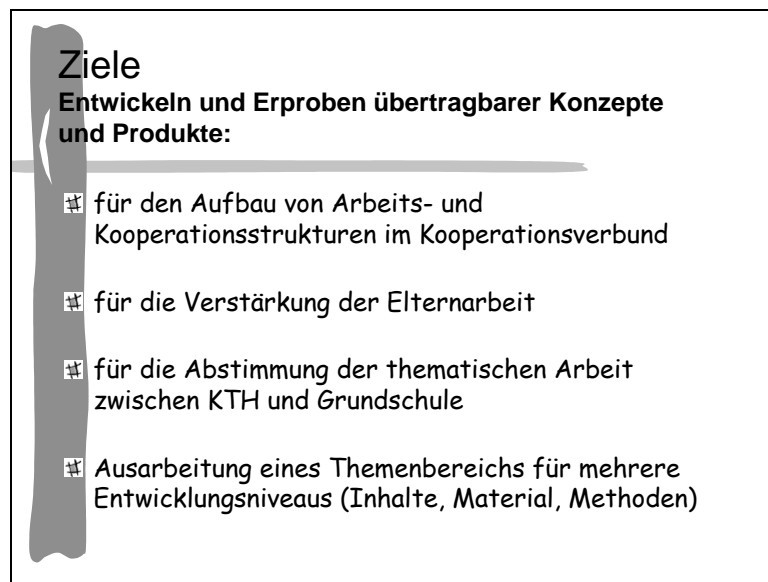 Ziele
Entwickeln und Erproben übertragbarer Konzepte
und Produkte:
für den Aufbau von Arbeits- und
Kooperationsstrukturen im Kooperationsverbund
für die Verstärkung der Elternarbeit
für die Abstimmung der thematischen Arbeit
zwischen KTH und Grundschule
Ausarbeitung eines Themenbereichs für mehrere
Entwicklungsniveaus (Inhalte, Material, Methoden)